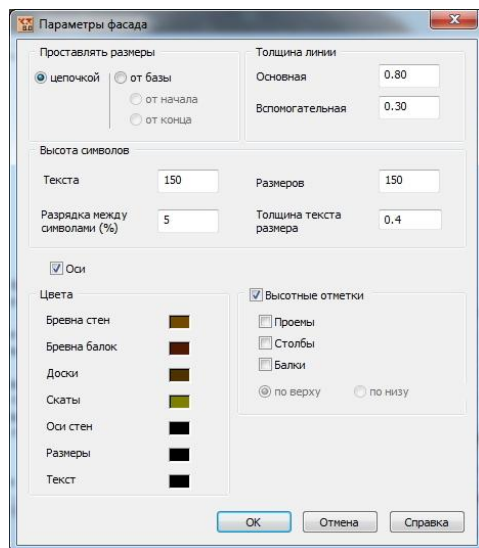 Параметры фасада
Проставлять размеры
цепочкой
от базы
от начала
от конца
Толщина линии
Основная 0.80
Вспомогательная 0.30
Высота символов
Текста 150
Размеров 150
Разрядка между
символами (%) 5
Толщина текста
размера 0.4
Оси
Цвета
Бревна стен
Бревна балок
Доски
Скаты
Оси стен
Размеры
Текст
Высотные отметки
Проемы
Столбы
Балки
по верху по низу
OK Отмена Справка